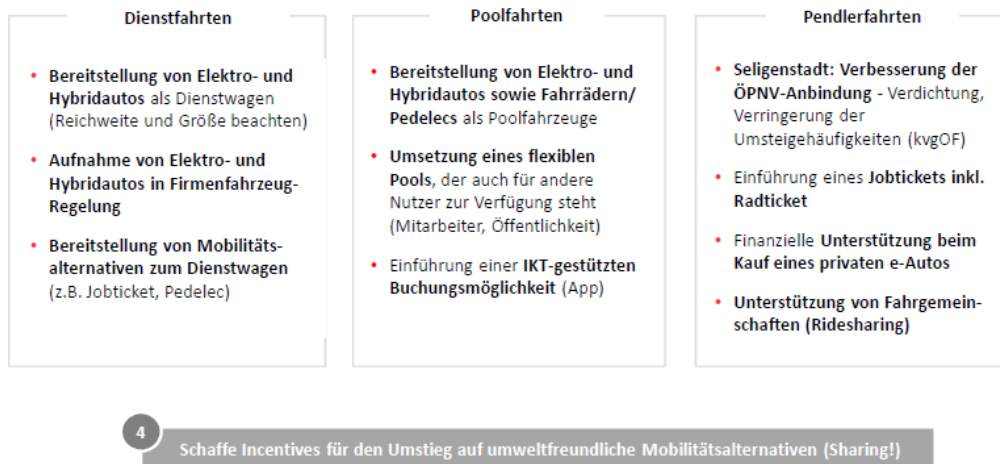 Dienstfahrten
• Bereitstellung von Elektro- und
Hybridautos als Dienstwagen
(Reichweite und Größe beachten)
• Aufnahme von Elektro- und
Hybridautos in Firmenfahrzeug-
Regelung
• Bereitstellung von Mobilitäts-
alternativen zum Dienstwagen
(z.B. Jobticket, Pedelec)
Poolfahrten
• Bereitstellung von Elektro- und
Hybridautos sowie Fahrrädern/
Pedelecs als Poolfahrzeuge
• Umsetzung eines flexiblen
Pools, der auch für andere
Nutzer zur Verfügung steht
(Mitarbeiter, Öffentlichkeit)
• Einführung einer IKT-gestützten
Buchungsmöglichkeit (App)
Pendlerfahrten
• Seligenstadt: Verbesserung der
ÖPNV-Anbindung - Verdichtung,
Verringerung der
Umsteigehäufigkeiten (kvgOF)
• Einführung eines Jobtickets inkl.
Radticket
• Finanzielle Unterstützung beim
Kauf eines privaten e-Autos
• Unterstützung von Fahrgemein-
schaften (Ridesharing)
4
Schaffe Incentives für den Umstieg auf umweltfreundliche Mobilitätsalternativen (Sharing!)